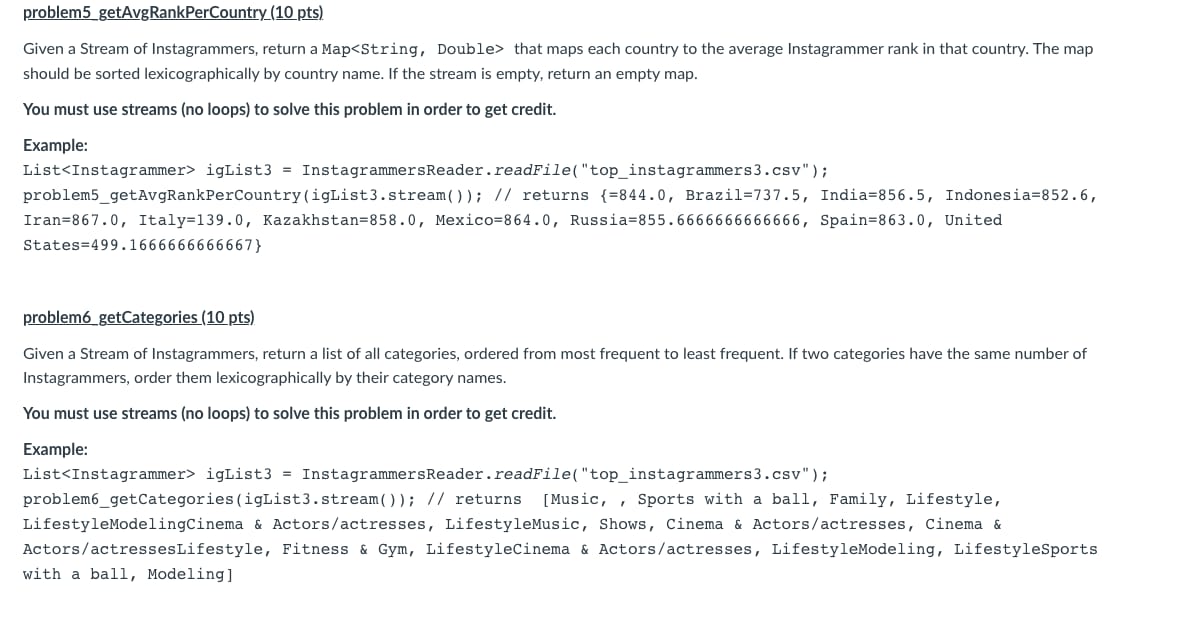 problem5_getAvgRankPerCountry (10 pts)
Given a Stream of Instagrammers, return a Map<String, Double> that maps each country to the average Instagrammer rank in that country. The map
should be sorted lexicographically by country name. If the stream is empty, return an empty map.
You must use streams (no loops) to solve this problem in order to get credit.
Example:
List<Instagrammer> igList3 = InstagrammersReader.readFile("top_instagrammers3.csv");
problem5_getAvgRankPerCountry(igList3.stream()); // returns {=844.0, Brazil=737.5, India=856.5, Indonesia=852.6,
Iran=867.0, Italy=139.0, Kazakhstan=858.0, Mexico=864.0, Russia=855.6666666666666, Spain=863.0, United
States=499.1666666666667}
problem6_getCategories (10 pts)
Given a Stream of Instagrammers, return a list of all categories, ordered from most frequent to least frequent. If two categories have the same number of
Instagrammers, order them lexicographically by their category names.
You must use streams (no loops) to solve this problem in order to get credit.
Example:
List<Instagrammer> igList3 = InstagrammersReader.readFile("top_instagrammers3.csv");
problem6_getCategories(igList3.stream()); // returns [Music, , Sports with a ball, Family, Lifestyle,
LifestyleModelingCinema & Actors/actresses, LifestyleMusic, Shows, Cinema & Actors/actresses, Cinema &
Actors/actressesLifestyle, Fitness & Gym, LifestyleCinema & Actors/actresses, LifestyleModeling, LifestyleSports
with a ball, Modeling]